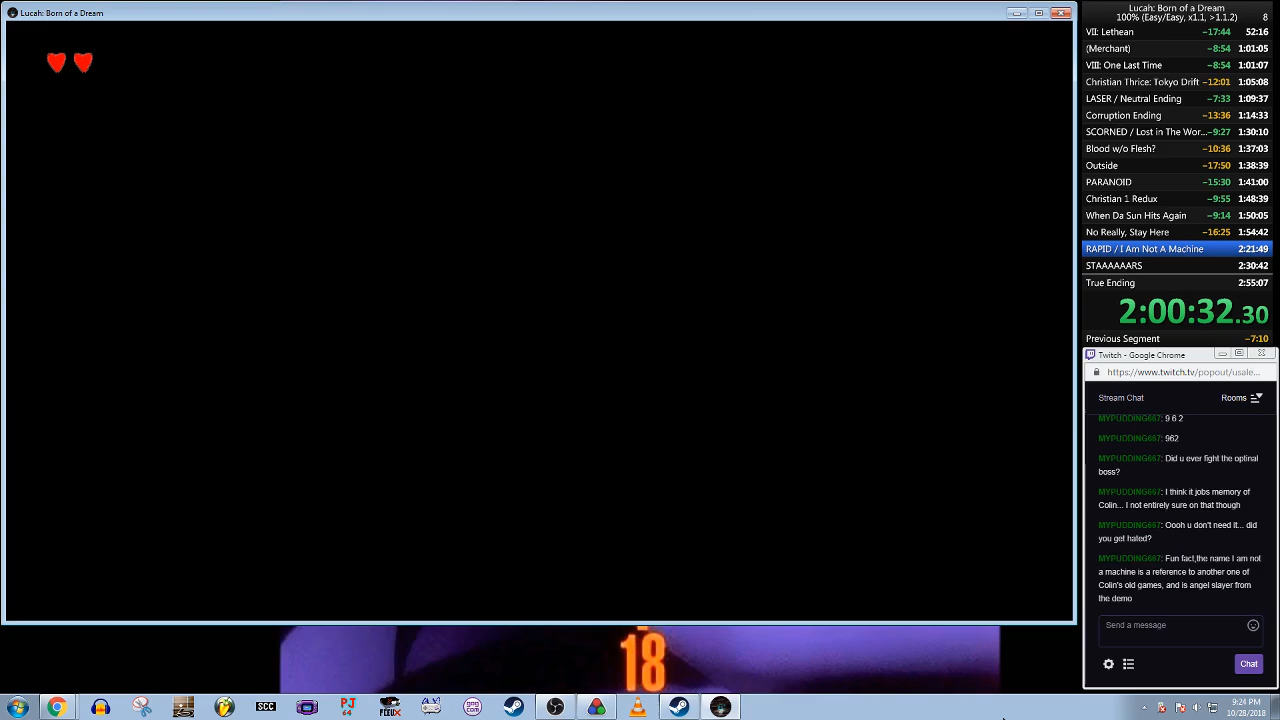 Lucah: Born of a Dream
Lucah: Born of a Dream
100% (Easy/Easy, x1.1, >1.1.2) 8
VII: Lethean −17:44 52:16
(Merchant) −8:54 1:01:05
VIII: One Last Time −8:54 1:01:07
Christian Thrice: Tokyo Drift −12:01 1:05:08
LASER / Neutral Ending −7:33 1:09:37
Corruption Ending −13:36 1:14:33
SCORNED / Lost in The Wor... −9:27 1:30:10
Blood w/o Flesh? −10:36 1:37:03
Outside −17:50 1:38:39
PARANOID −15:30 1:41:00
Christian 1 Redux −9:55 1:48:39
When Da Sun Hits Again −9:14 1:50:05
No Really, Stay Here −16:25 1:54:42
RAPID / I Am Not A Machine 2:21:49
STAAAAAARS 2:30:42
True Ending 2:55:07
2:00:32.30
Previous Segment −7:10
Twitch - Google Chrome
https://www.twitch.tv/popout/usale...
Stream Chat Rooms
MYPUDDING667: 9 6 2
MYPUDDING667: 962
MYPUDDING667: Did u ever fight the optinal
boss?
MYPUDDING667: I think it jobs memory of
Colin... I not entirely sure on that though
MYPUDDING667: Oooh u don't need It... did
you get hated?
MYPUDDING667: Fun fact,the name I am not
a machine is a reference to another one of
Colin's old games, and is angel slayer from
the demo
Send a message
Chat
18
SCC
PJ
64
9:24 PM
10/28/2018